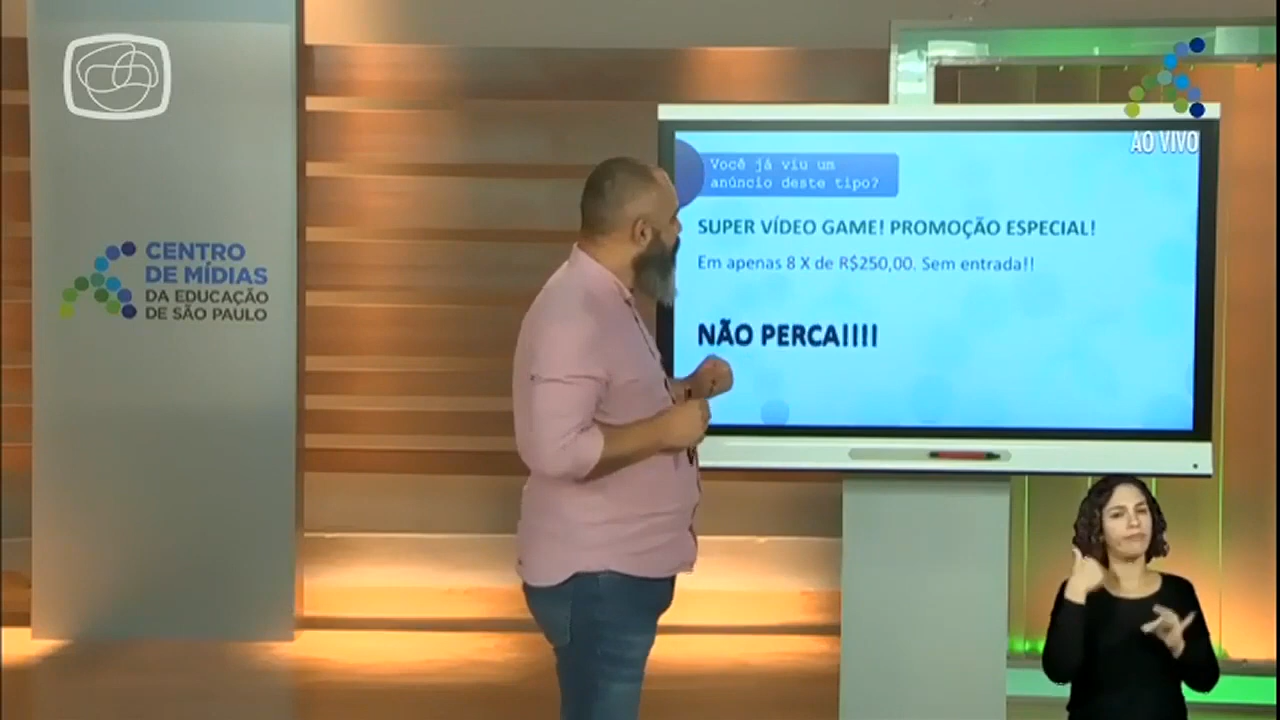 CENTRO
DE MÍDIAS
DA EDUCAÇÃO
DE SÃO PAULO
AO VIVO
Você já viu um
anúncio deste tipo?
SUPER VÍDEO GAME! PROMOÇÃO ESPECIAL!
Em apenas 8 X de R$250,00. Sem entrada!!
NÃO PERCA!!!!